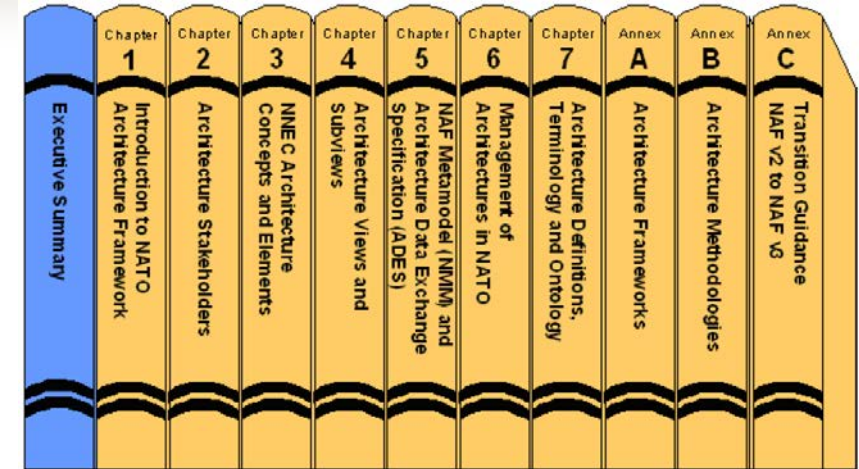 Executive Summary
Chapter
1
Introduction to NATO
Architecture Framework
Chapter
2
Architecture Stakeholders
Chapter
3
NNEC Architecture
Concepts and Elements
Chapter
4
Architecture Views and
Subviews
Chapter
5
NAF Metamodel (NMM) and
Architecture Data Exchange
Specification (ADES)
Chapter
6
Management of
Architectures in NATO
Chapter
7
Architecture Definitions,
Terminology and Ontology
Annex
A
Architecture Frameworks
Annex
B
Architecture Methodologies
Annex
C
Transition Guidance
NAF v2 to NAF v3